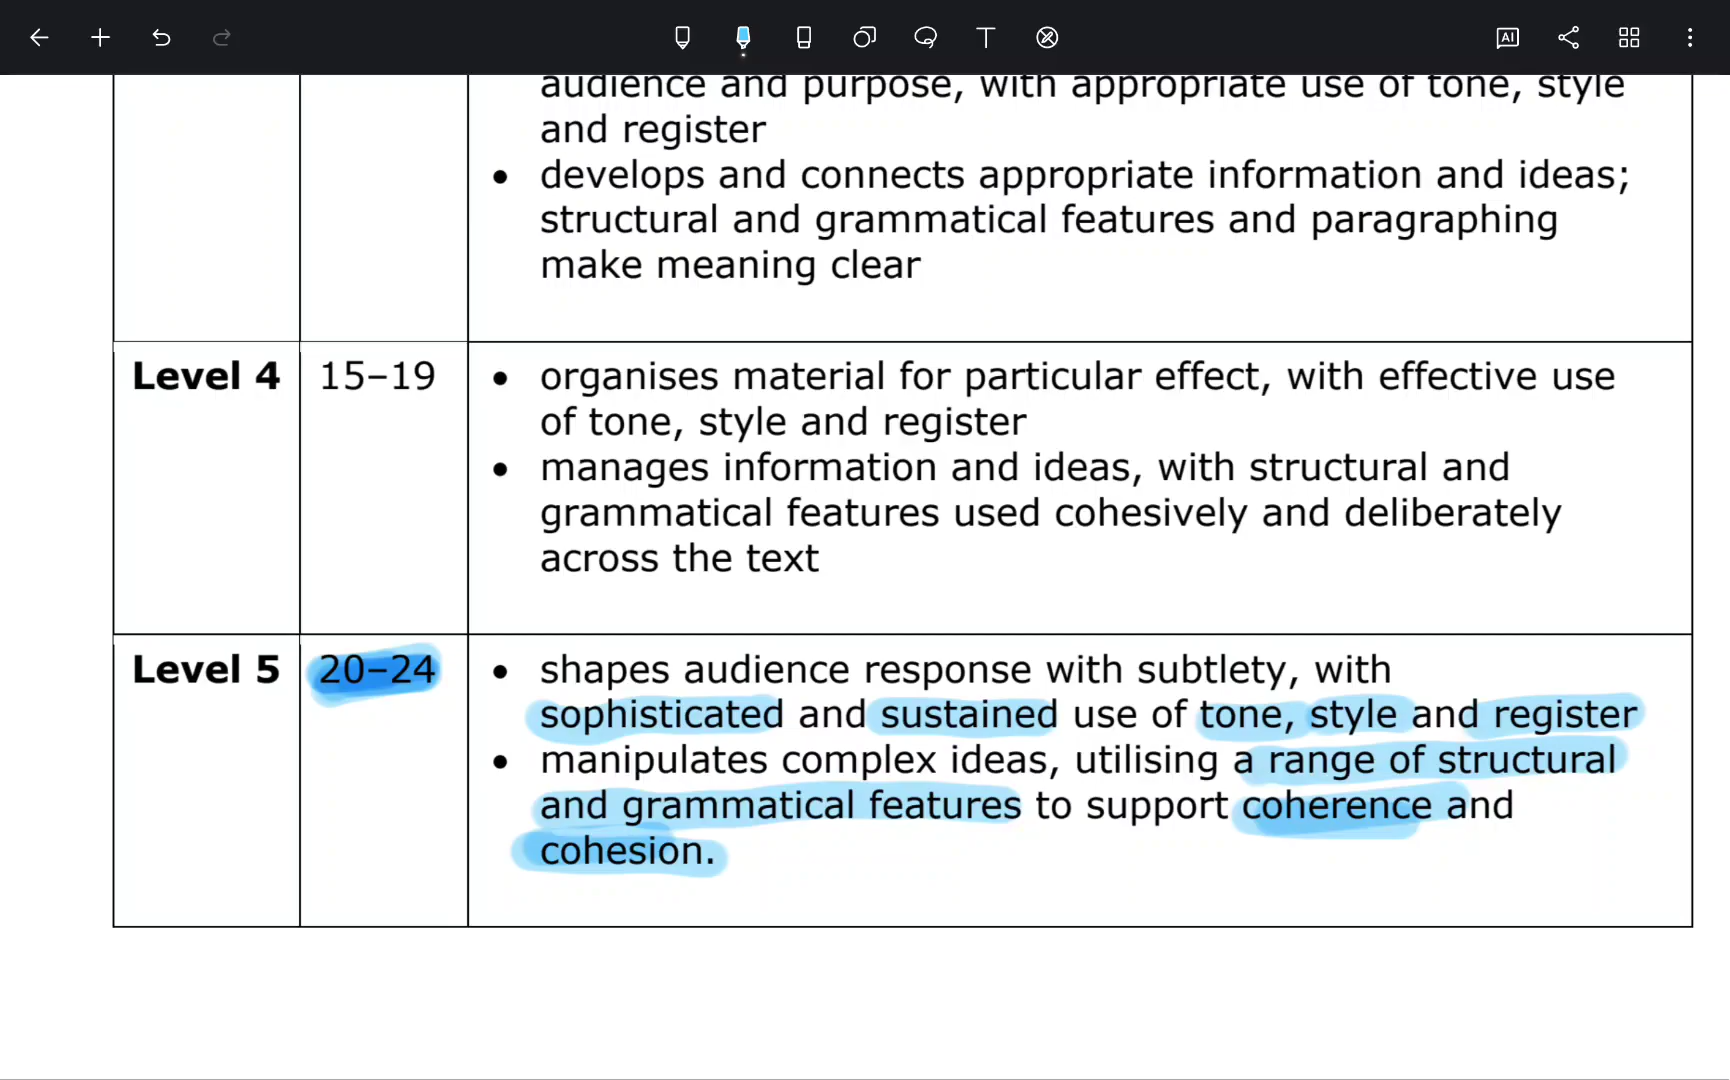 AI
audience and purpose, with appropriate use of tone, style
and register
• develops and connects appropriate information and ideas;
structural and grammatical features and paragraphing
make meaning clear
Level 4 15–19 • organises material for particular effect, with effective use
of tone, style and register
• manages information and ideas, with structural and
grammatical features used cohesively and deliberately
across the text
Level 5 20–24 • shapes audience response with subtlety, with
sophisticated and sustained use of tone, style and register
• manipulates complex ideas, utilising a range of structural
and grammatical features to support coherence and
cohesion.